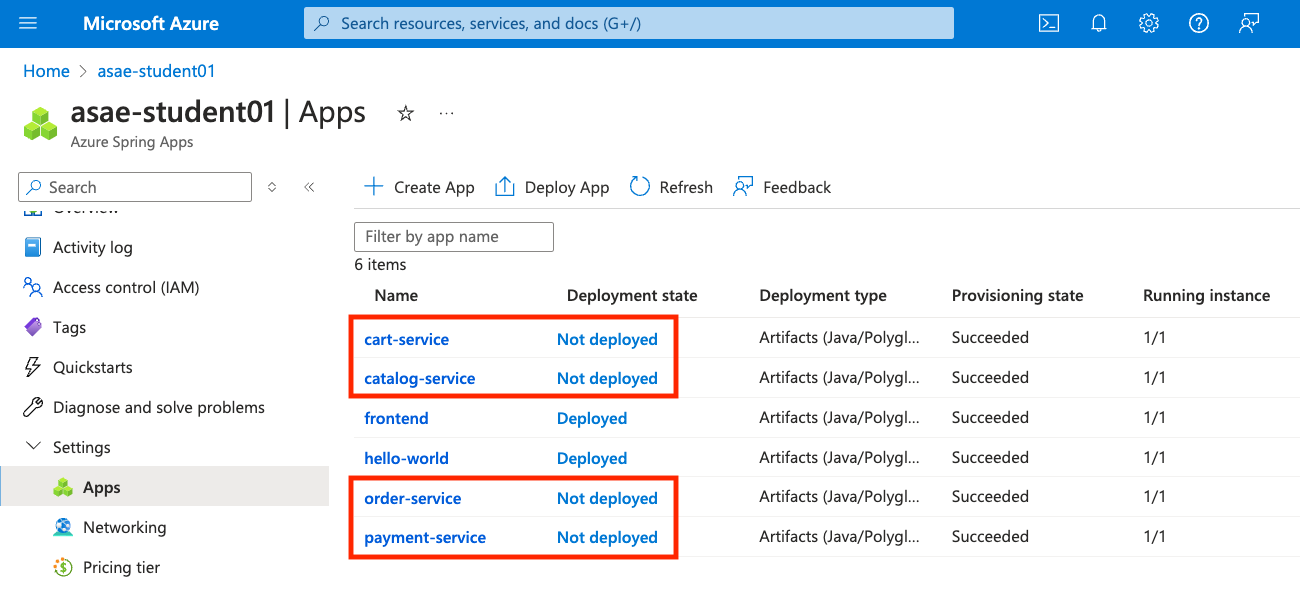 Microsoft Azure
Search resources, services, and docs (G+/)
Home > asae-student01
asae-student01 | Apps
Azure Spring Apps
Search
Create App
Deploy App
Refresh
Feedback
Overview
Activity log
Access control (IAM)
Tags
Quickstarts
Diagnose and solve problems
Settings
Apps
Networking
Pricing tier
Filter by app name
6 items
Name Deployment state Deployment type Provisioning state Running instance
cart-service Not deployed Artifacts (Java/Polygl... Succeeded 1/1
catalog-service Not deployed Artifacts (Java/Polygl... Succeeded 1/1
frontend Deployed Artifacts (Java/Polygl... Succeeded 1/1
hello-world Deployed Artifacts (Java/Polygl... Succeeded 1/1
order-service Not deployed Artifacts (Java/Polygl... Succeeded 1/1
payment-service Not deployed Artifacts (Java/Polygl... Succeeded 1/1